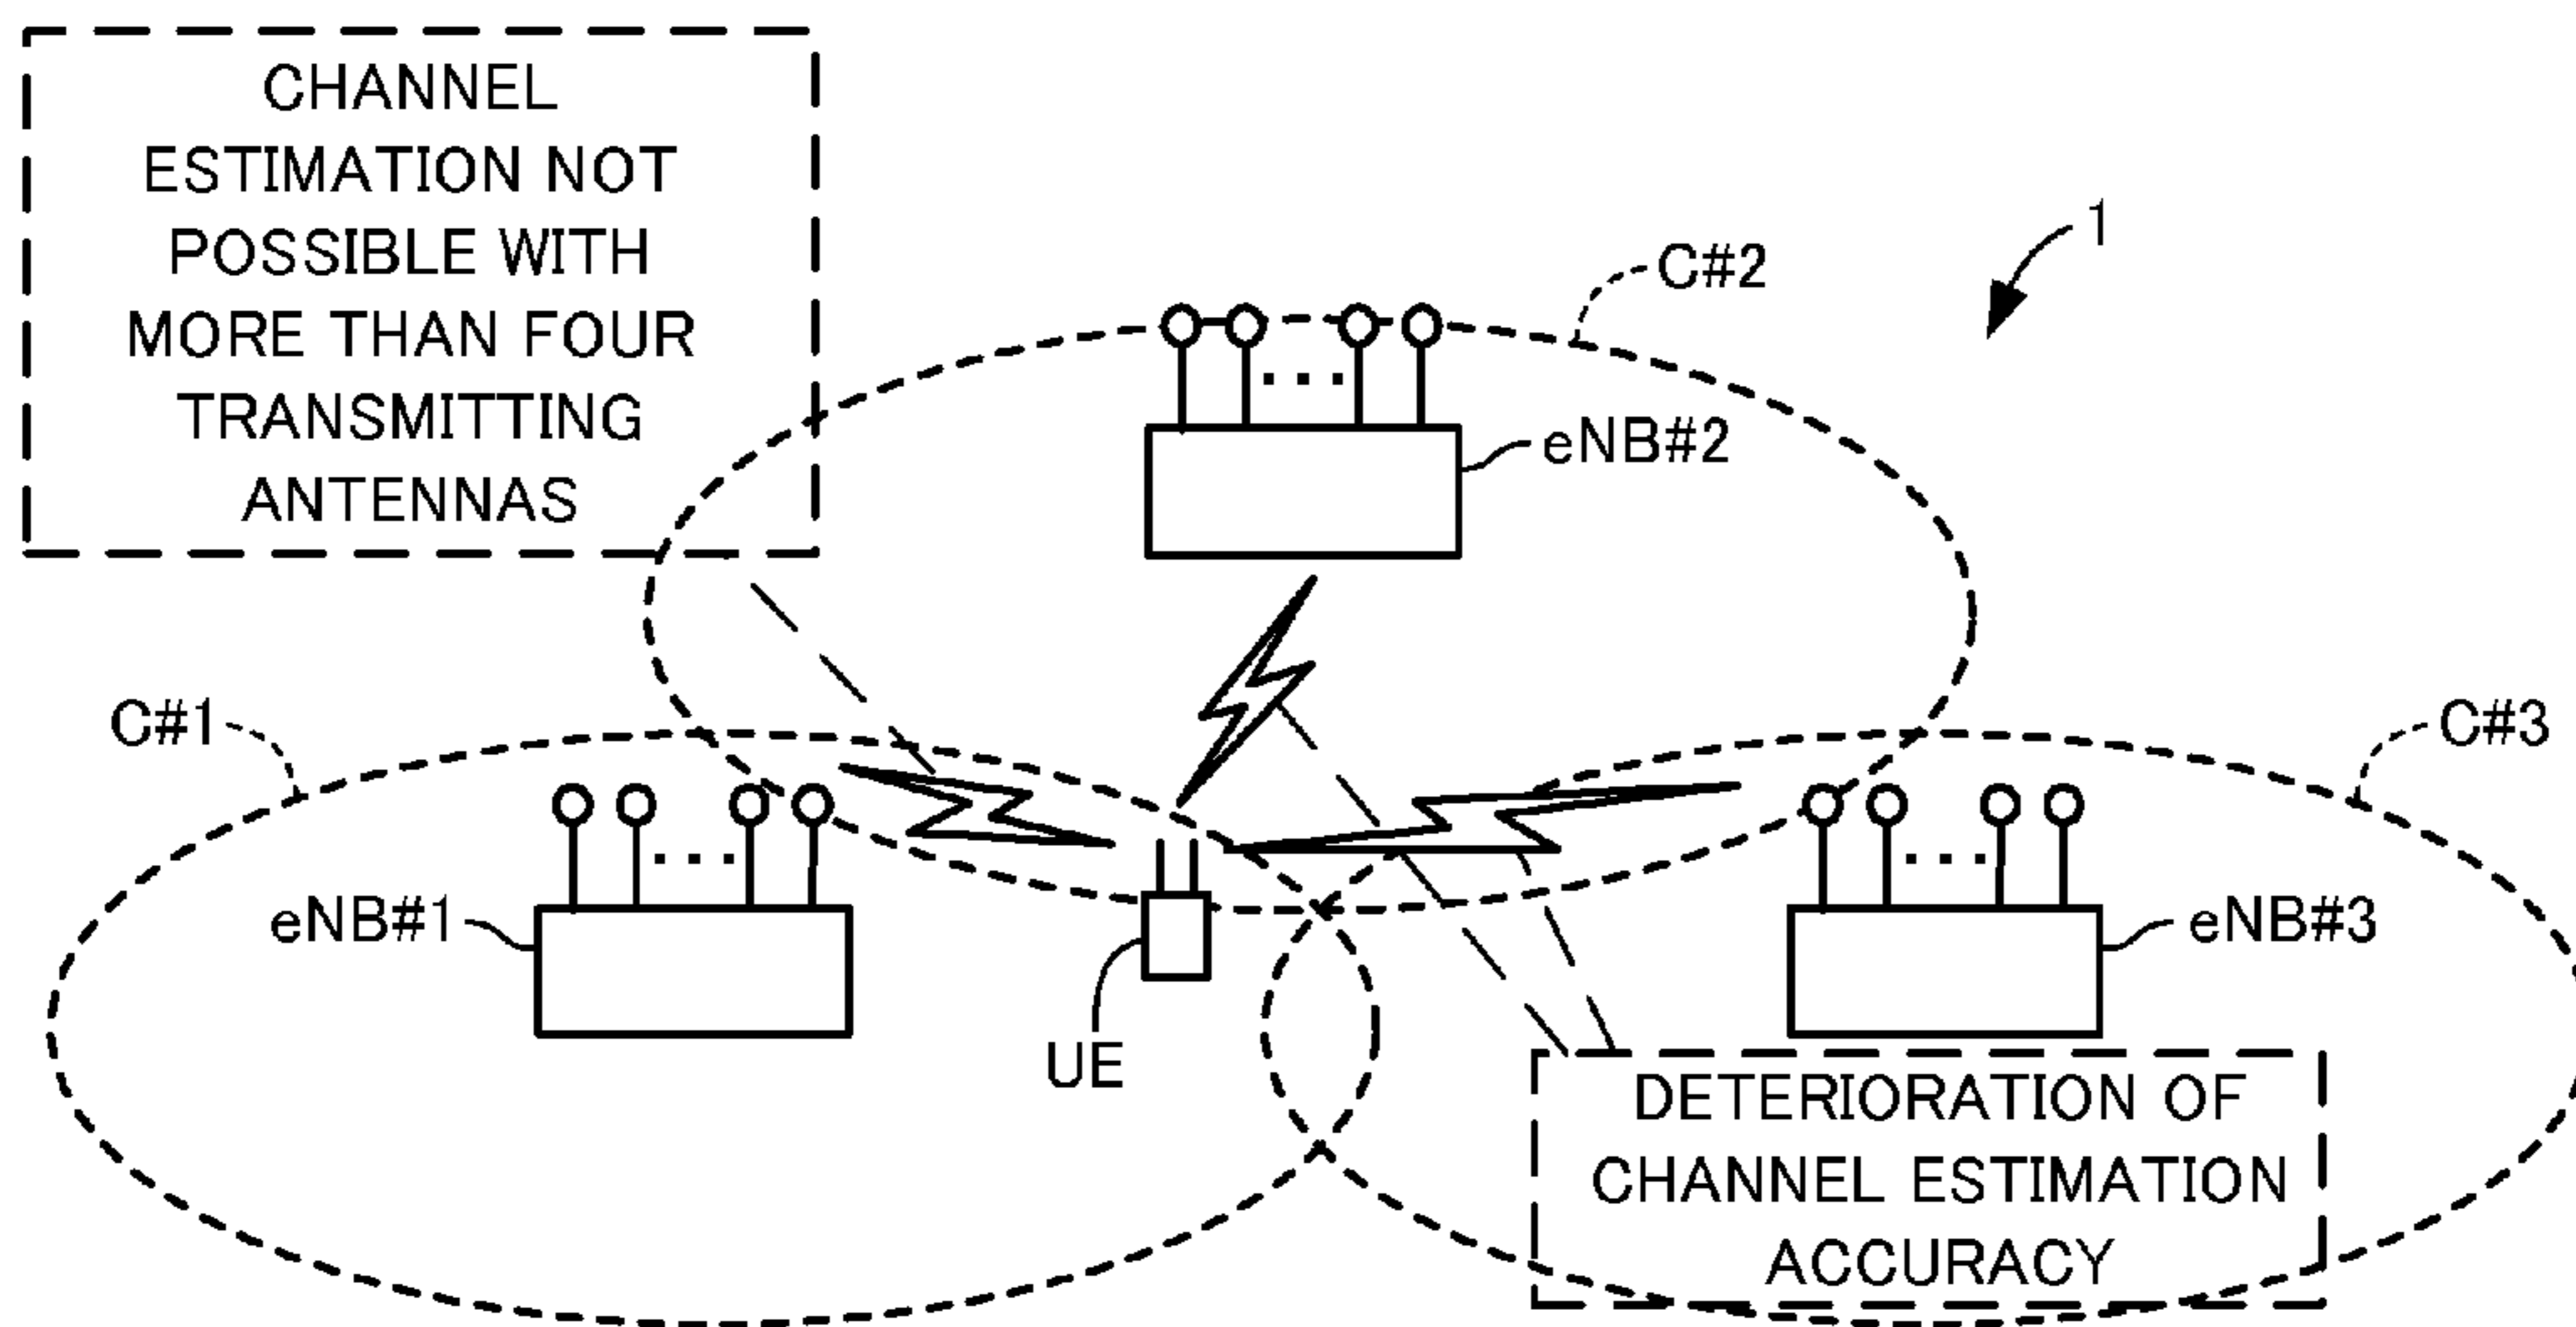 CHANNEL
ESTIMATION NOT
POSSIBLE WITH
MORE THAN FOUR
TRANSMITTING
ANTENNAS
1
C#2
eNB#2
C#1
C#3
eNB#1
eNB#3
UE
DETERIORATION OF
CHANNEL ESTIMATION
ACCURACY